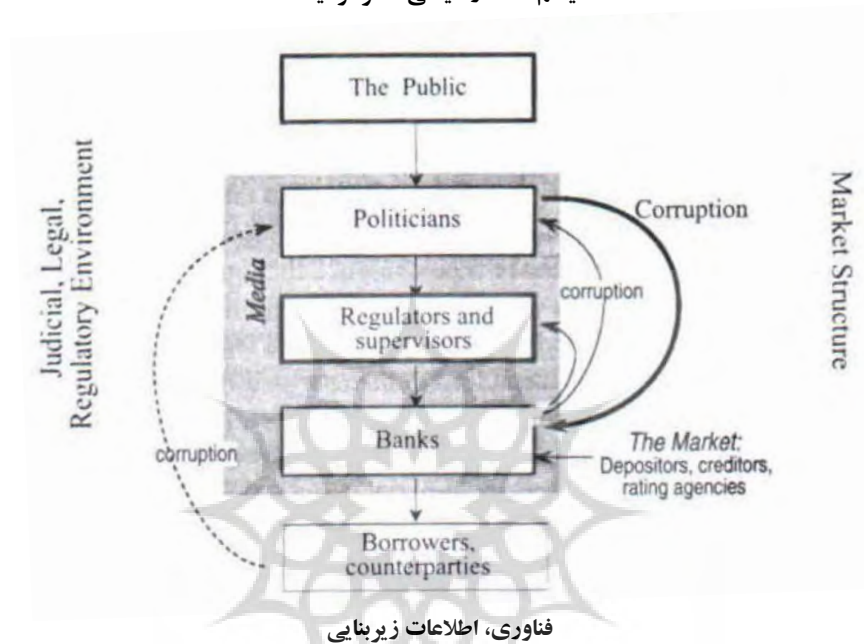 The Public
Judicial, Legal,
Regulatory Environment
Market Structure
Media
Politicians
Corruption
corruption
Regulators and
supervisors
Banks
The Market:
Depositors, creditors,
rating agencies
corruption
Borrowers,
counterparties
فناوری، اطلاعات زیربنایی